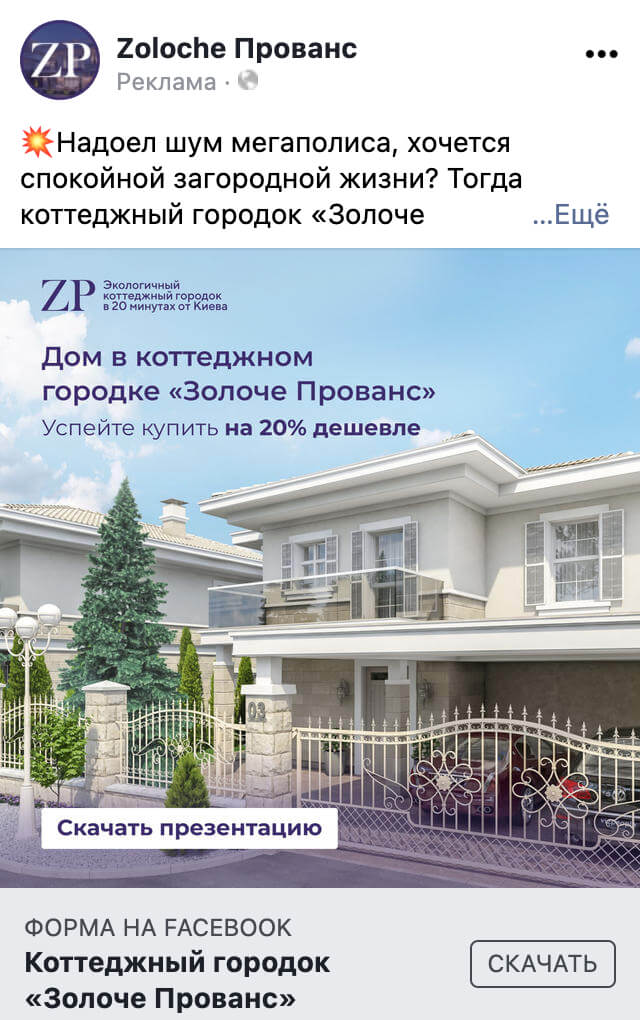 ZP
Zoloche Прованс
Реклама ·
💥Надоел шум мегаполиса, хочется
спокойной загородной жизни? Тогда
коттеджный городок «Золоче ...Ещё
ZP
Экологичный
коттеджный городок
в 20 минутах от Киева
Дом в коттеджном
городке «Золоче Прованс»
Успейте купить на 20% дешевле
03
Скачать презентацию
ФОРМА НА FACEBOOK
Коттеджный городок
«Золоче Прованс»
СКАЧАТЬ